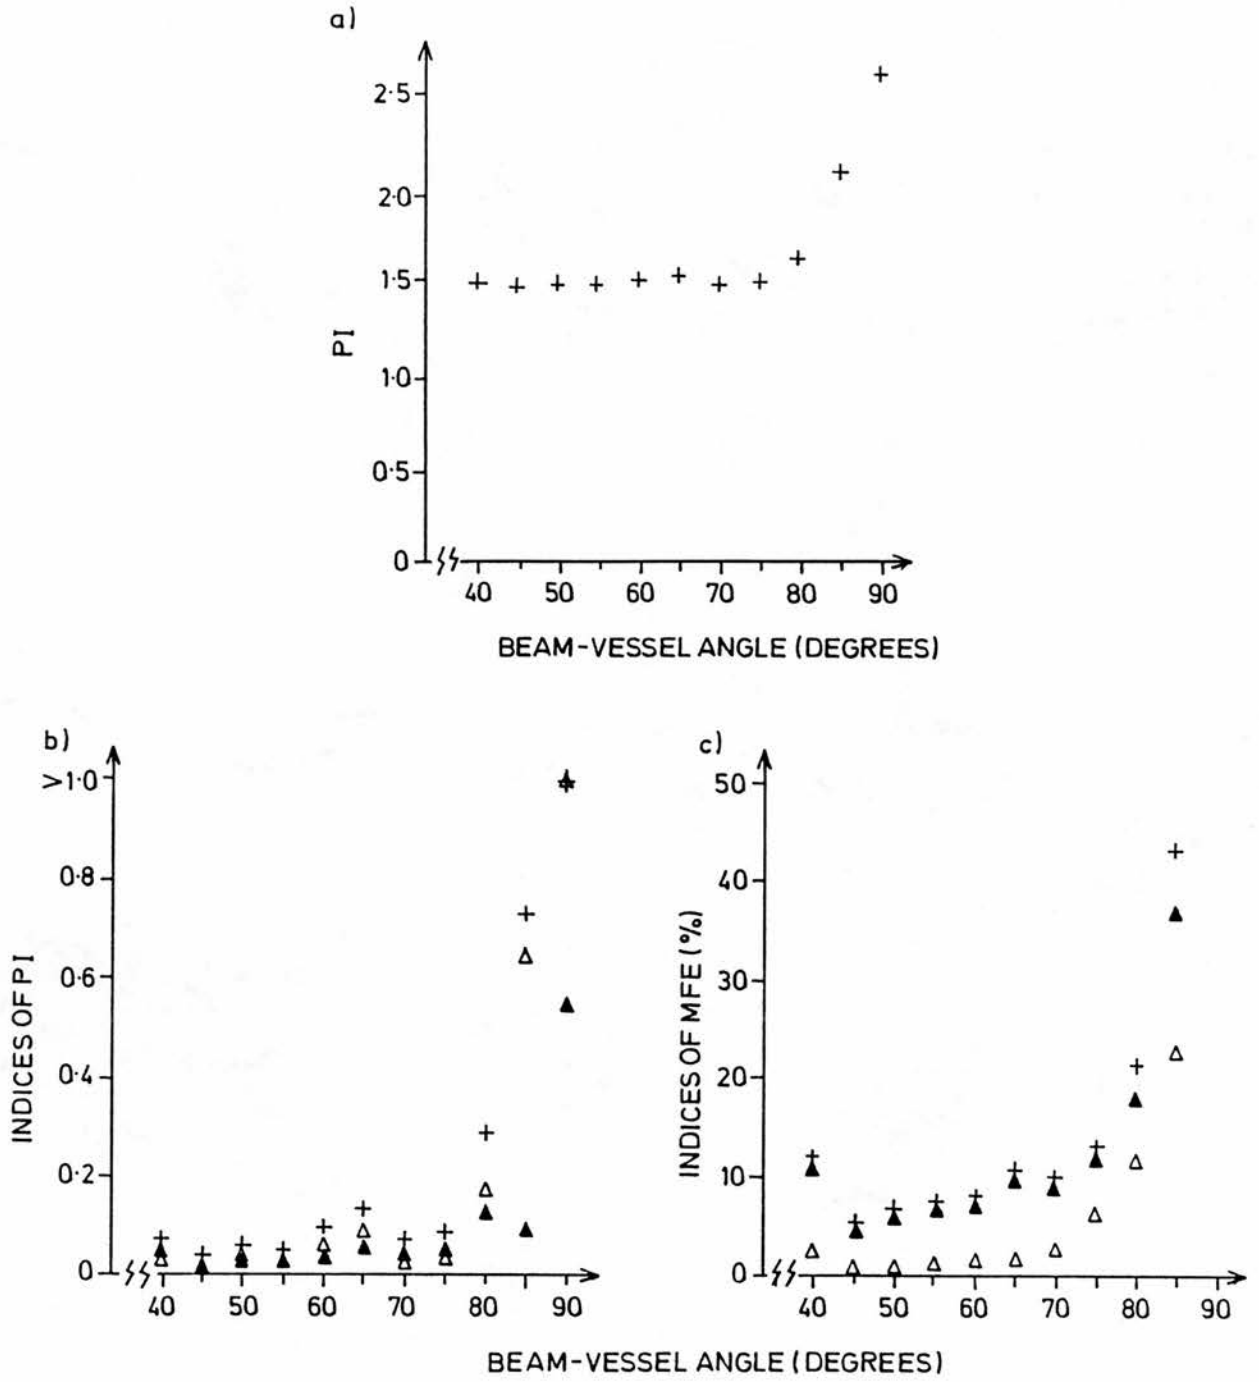 a)
2·5
2·0
1·5
1·0
0·5
0
PI
40 50 60 70 80 90
BEAM-VESSEL ANGLE (DEGREES)
b)
>1·0
0·8
0·6
0·4
0·2
0
INDICES OF PI
40 50 60 70 80 90
c)
50
40
30
20
10
0
INDICES OF MFE (%)
40 50 60 70 80 90
BEAM-VESSEL ANGLE (DEGREES)